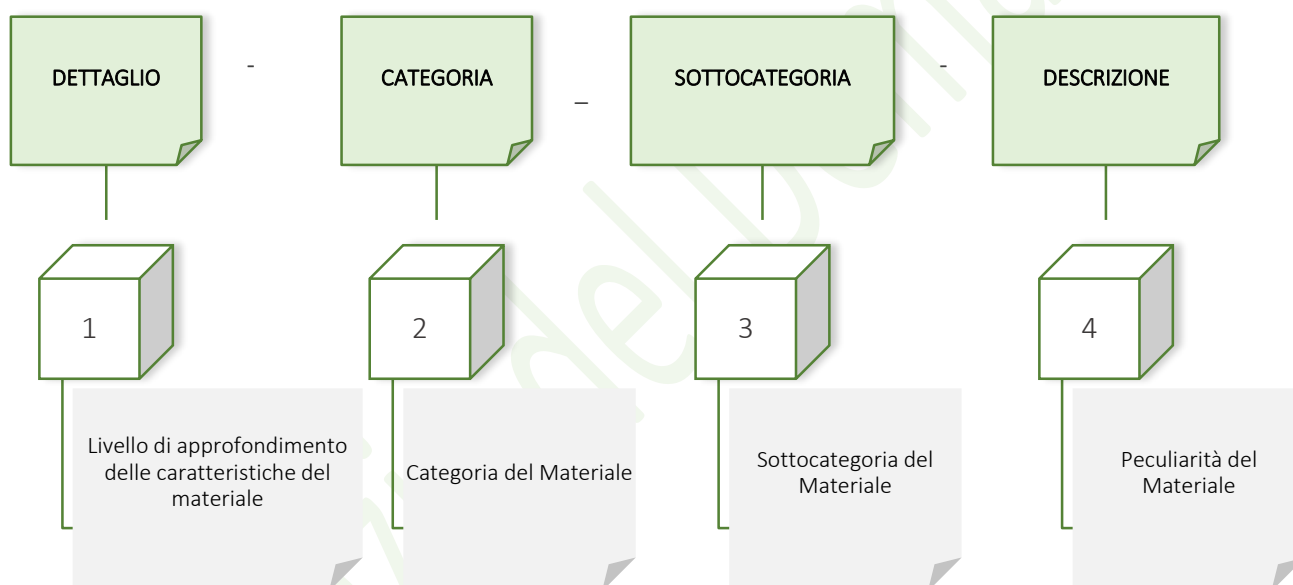 DETTAGLIO - CATEGORIA _ SOTTOCATEGORIA - DESCRIZIONE
1 2 3 4
Livello di approfondimento
delle caratteristiche del
materiale
Categoria del Materiale
Sottocategoria del
Materiale
Peculiarità del
Materiale
del